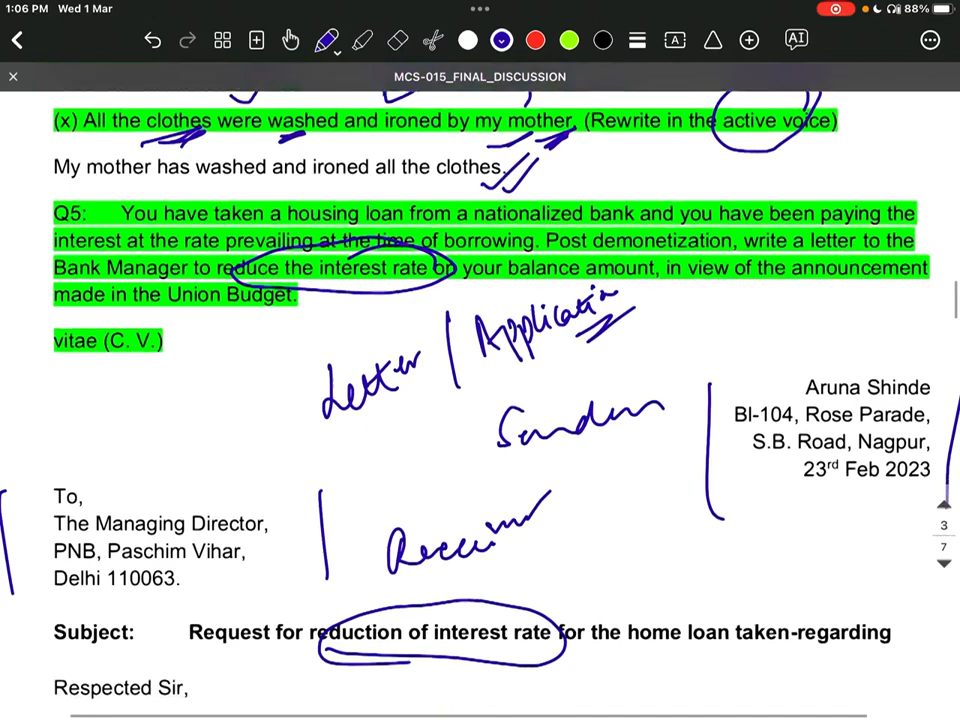 1:06 PM Wed 1 Mar
88%
A
AI
MCS-015_FINAL_DISCUSSION
(x) All the clothes were washed and ironed by my mother. (Rewrite in the active voice)
My mother has washed and ironed all the clothes.
Q5: You have taken a housing loan from a nationalized bank and you have been paying the
interest at the rate prevailing at the time of borrowing. Post demonetization, write a letter to the
Bank Manager to reduce the interest rate on your balance amount, in view of the announcement
made in the Union Budget.
vitae (C. V.)
Letter / Application
Aruna Shinde
Bl-104, Rose Parade,
S.B. Road, Nagpur,
23rd Feb 2023
To,
The Managing Director,
PNB, Paschim Vihar,
Delhi 110063.
3
7
Subject: Request for reduction of interest rate for the home loan taken-regarding
Respected Sir,